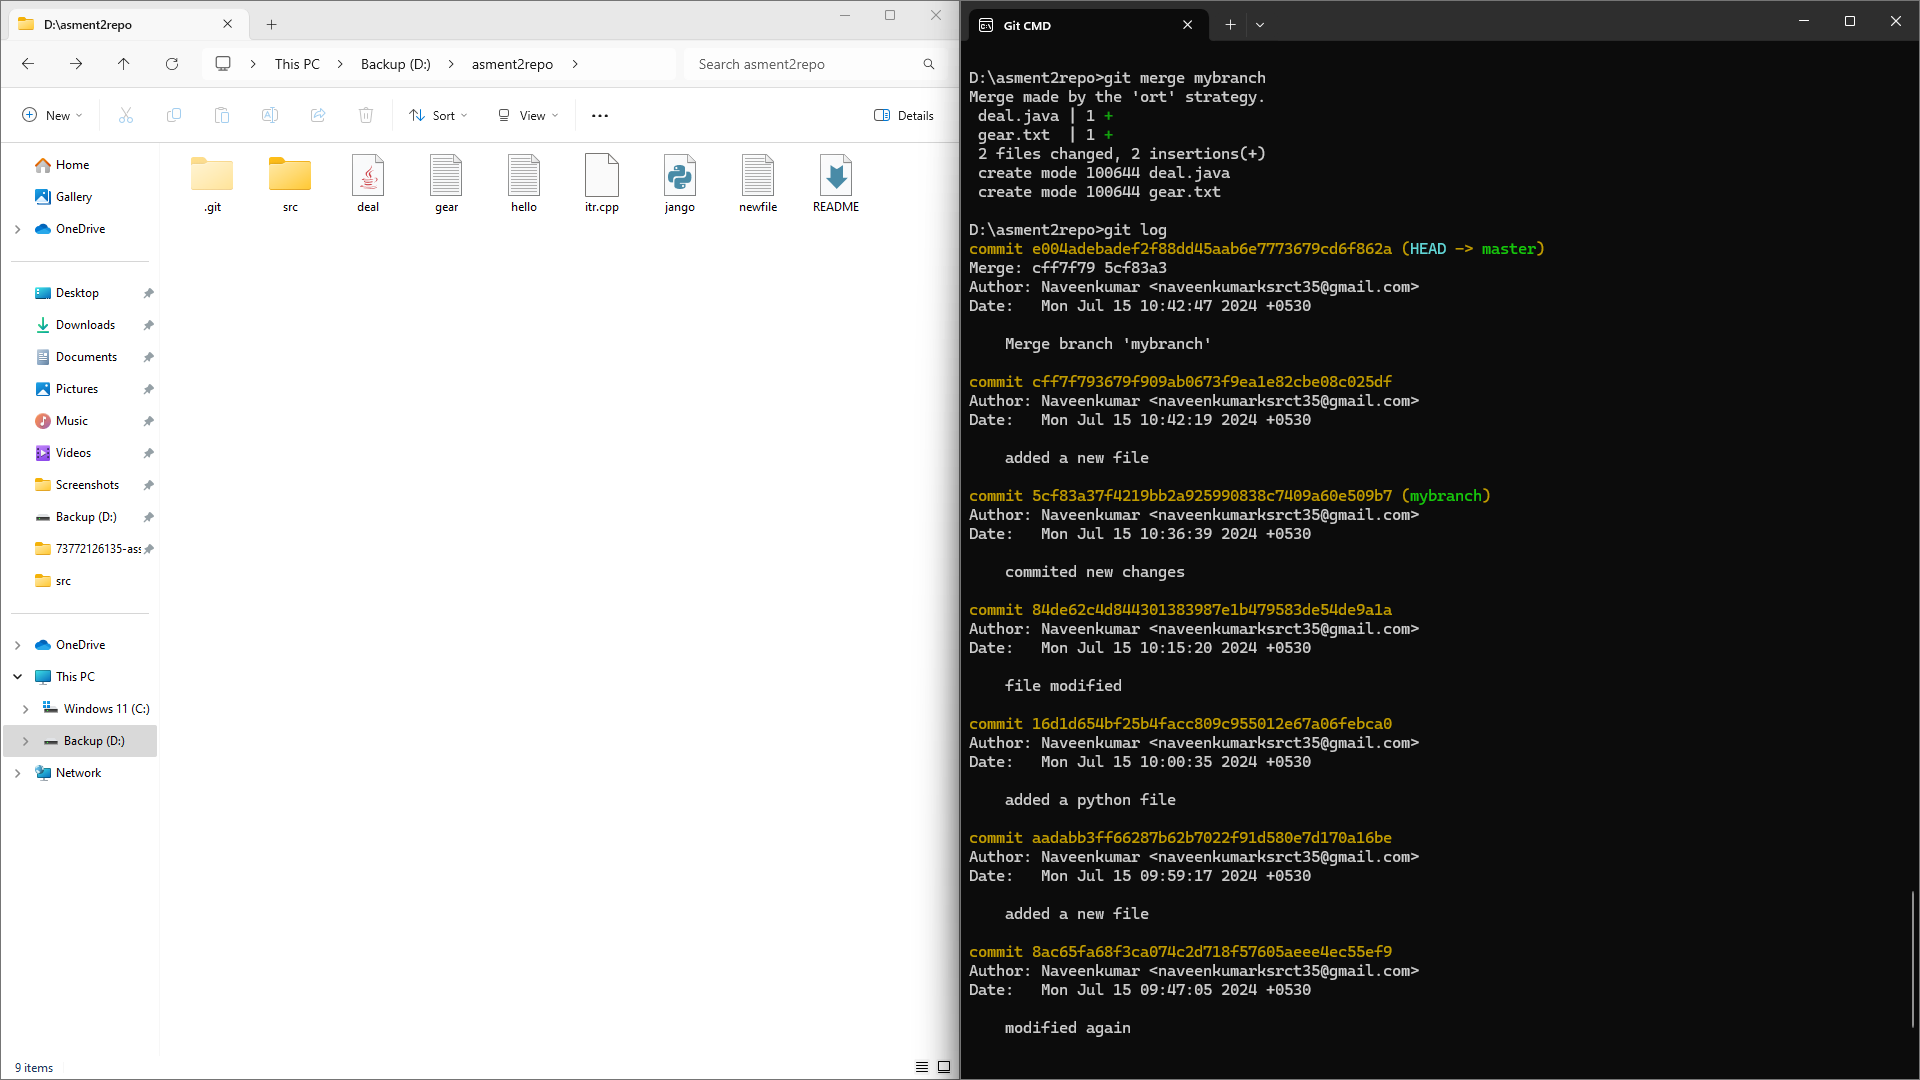 D:\asment2repo
This PC
Backup (D:)
asment2repo
Search asment2repo
New
Sort
View
Details
Home
Gallery
OneDrive
Desktop
Downloads
Documents
Pictures
Music
Videos
Screenshots
Backup (D:)
73772126135-ass
src
OneDrive
This PC
Windows 11 (C:)
Backup (D:)
Network
.git
src
deal
gear
hello
itr.cpp
jango
newfile
README
9 items
Git CMD
D:\asment2repo>git merge mybranch
Merge made by the 'ort' strategy.
deal.java | 1 +
gear.txt  | 1 +
2 files changed, 2 insertions(+)
create mode 100644 deal.java
create mode 100644 gear.txt
D:\asment2repo>git log
commit e004adebadef2f88dd45aab6e7773679cd6f862a (HEAD -> master)
Merge: cff7f79 5cf83a3
Author: Naveenkumar <naveenkumarksrct35@gmail.com>
Date:   Mon Jul 15 10:42:47 2024 +0530
Merge branch 'mybranch'
commit cff7f793679f909ab0673f9ea1e82cbe08c025df
Author: Naveenkumar <naveenkumarksrct35@gmail.com>
Date:   Mon Jul 15 10:42:19 2024 +0530
added a new file
commit 5cf83a37f4219bb2a925990838c7409a60e509b7 (mybranch)
Author: Naveenkumar <naveenkumarksrct35@gmail.com>
Date:   Mon Jul 15 10:36:39 2024 +0530
commited new changes
commit 84de62c4d844301383987e1b479583de54de9a1a
Author: Naveenkumar <naveenkumarksrct35@gmail.com>
Date:   Mon Jul 15 10:15:20 2024 +0530
file modified
commit 16d1d654bf25b4facc809c955012e67a06febca0
Author: Naveenkumar <naveenkumarksrct35@gmail.com>
Date:   Mon Jul 15 10:00:35 2024 +0530
added a python file
commit aadabb3ff66287b62b7022f91d580e7d170a16be
Author: Naveenkumar <naveenkumarksrct35@gmail.com>
Date:   Mon Jul 15 09:59:17 2024 +0530
added a new file
commit 8ac65fa68f3ca074c2d718f57605aeee4ec55ef9
Author: Naveenkumar <naveenkumarksrct35@gmail.com>
Date:   Mon Jul 15 09:47:05 2024 +0530
modified again